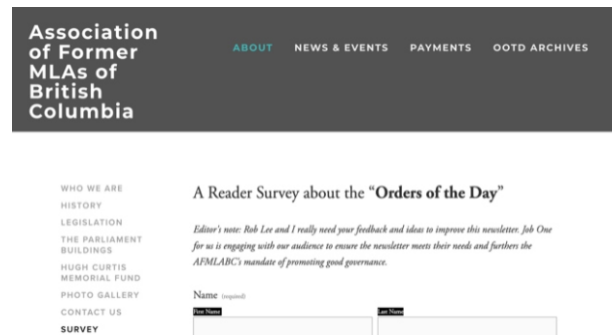 Association
of Former
MLAs of
British
Columbia
ABOUT NEWS & EVENTS PAYMENTS OOTD ARCHIVES
WHO WE ARE
HISTORY
LEGISLATION
THE PARLIAMENT
BUILDINGS
HUGH CURTIS
MEMORIAL FUND
PHOTO GALLERY
CONTACT US
SURVEY
A Reader Survey about the “Orders of the Day”
Editor's note: Rob Lee and I really need your feedback and ideas to improve this newsletter. Job One
for us is engaging with our audience to ensure the newsletter meets their needs and furthers the
AFMLABC's mandate of promoting good governance.
Name (required)
First Name Last Name